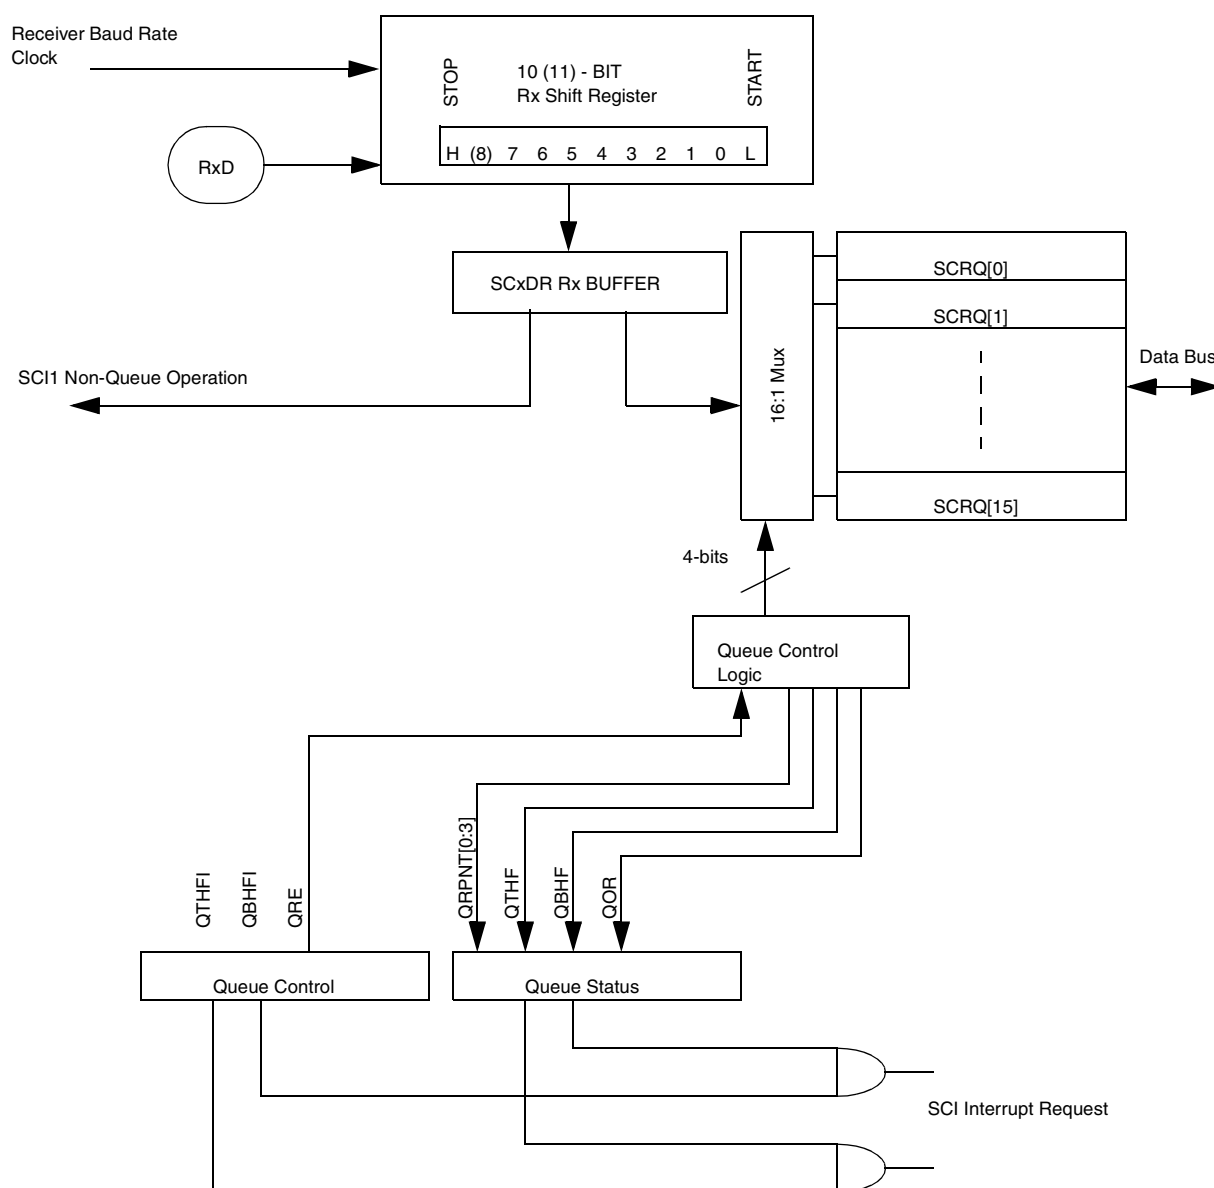 Receiver Baud Rate
Clock
STOP
10 (11) - BIT
Rx Shift Register
START
H (8) 7 6 5 4 3 2 1 0 L
RxD
SCxDR Rx BUFFER
16:1 Mux
SCRQ[0]
SCRQ[1]
SCRQ[15]
Data Bus
SCI1 Non-Queue Operation
4-bits
Queue Control
Logic
QTHFI
QBHFI
QRE
QRPNT[0:3]
QTHF
QBHF
QOR
Queue Control
Queue Status
SCI Interrupt Request